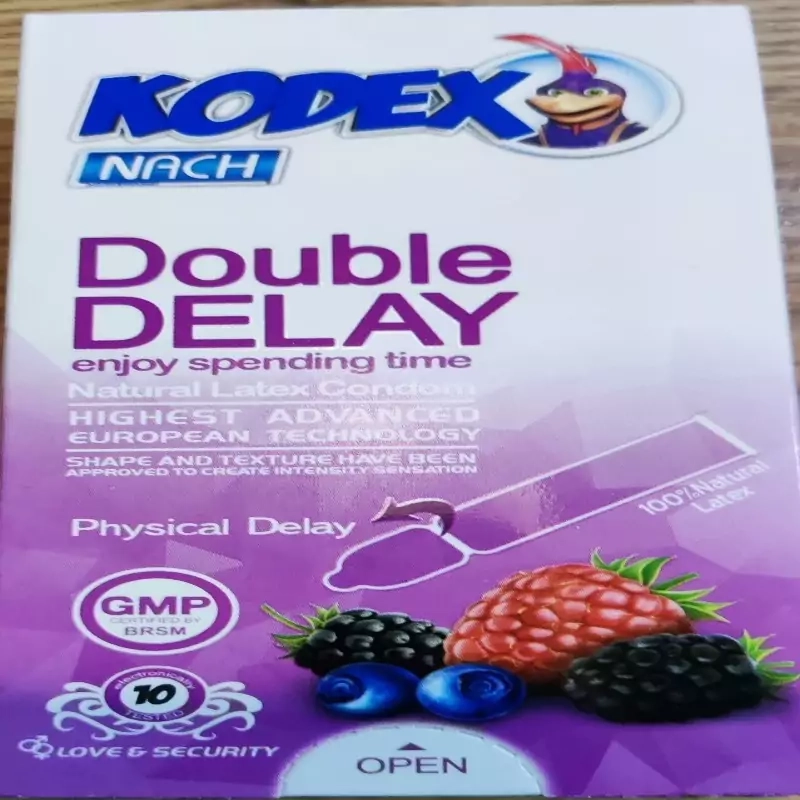 KODEX
NACH
Double
DELAY
enjoy spending time
Natural Latex Condom
HIGHEST ADVANCED
EUROPEAN TECHNOLOGY
SHAPE AND TEXTURE HAVE BEEN
APPROVED TO CREATE INTENSITY SENSATION
100% Natural
Latex
Physical Delay
GMP
CERTIFIED BY
BRSM
electronically
10
TESTED
LOVE & SECURITY
OPEN